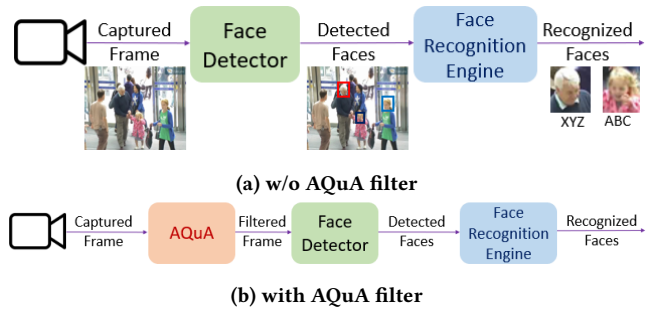 Captured
Frame
Face
Detector
Detected
Faces
Face
Recognition
Engine
Recognized
Faces
XYZ
ABC
(a) w/o AQuA filter
Captured
Frame
AQuA
Filtered
Frame
Face
Detector
Detected
Faces
Face
Recognition
Engine
Recognized
Faces
(b) with AQuA filter